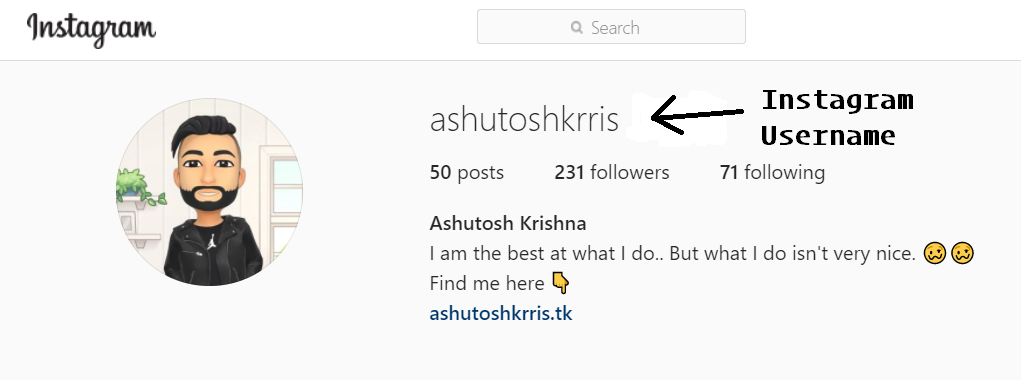 Instagram
Search
ashutoshkrris
Instagram
Username
50 posts 231 followers 71 following
Ashutosh Krishna
I am the best at what I do.. But what I do isn't very nice. 🥴🥴
Find me here 👇
ashutoshkrris.tk